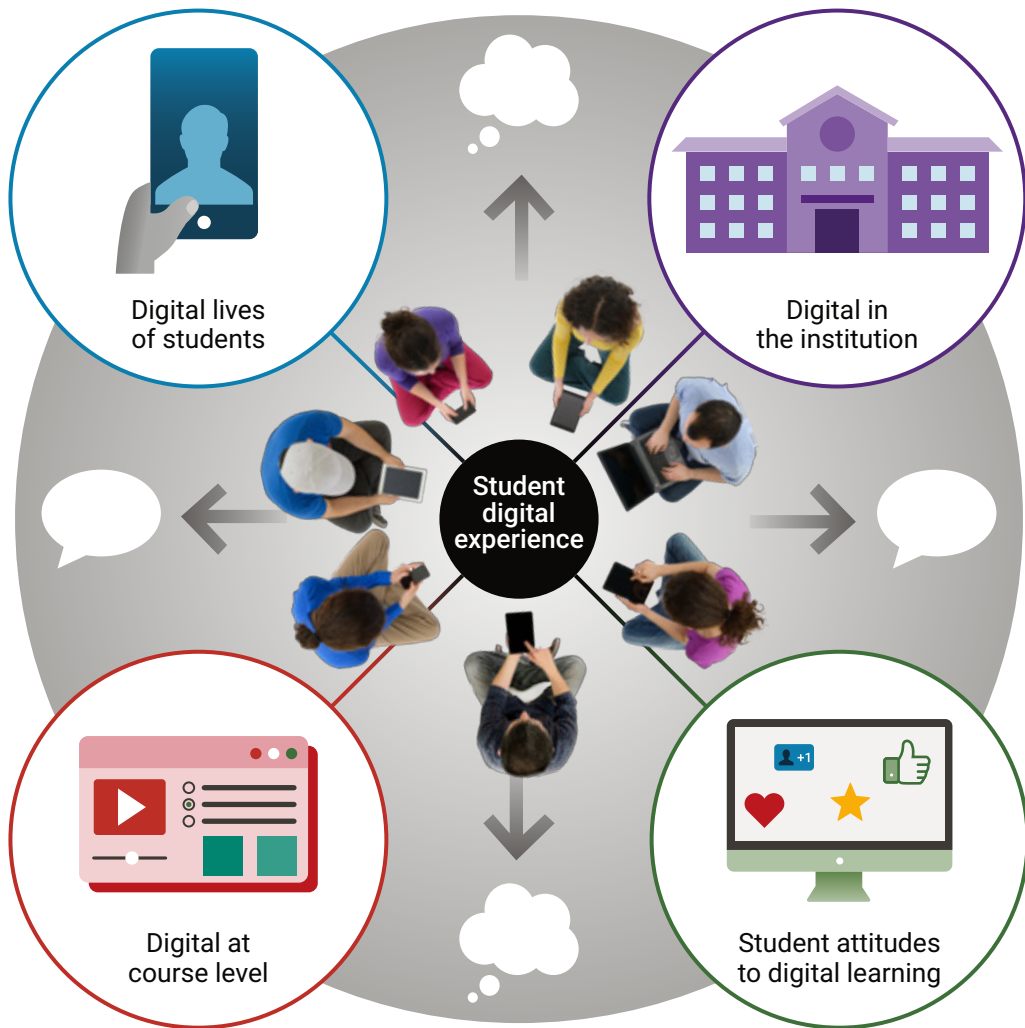 Digital lives
of students
Digital in
the institution
Student
digital
experience
Digital at
course level
+1
Student attitudes
to digital learning